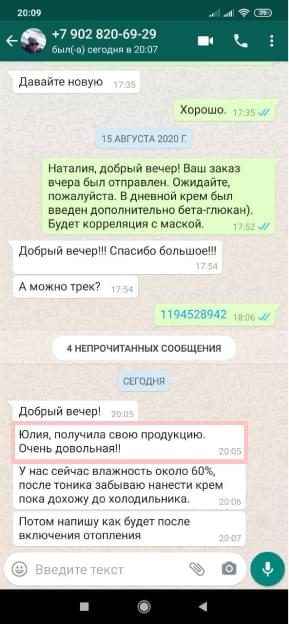 20:09
39
+7 902 820-69-29
был(-а) сегодня в 20:07
Давайте новую 17:35
Хорошо. 17:35
15 АВГУСТА 2020 Г.
Наталия, добрый вечер! Ваш заказ
вчера был отправлен. Ожидайте,
пожалуйста. В дневной крем был
введен дополнительно бета-глюкан).
Будет корреляция с маской. 17:52
Добрый вечер!!! Спасибо большое!!!
17:54
А можно трек? 17:54
1194528942 18:06
4 НЕПРОЧИТАННЫХ СООБЩЕНИЯ
СЕГОДНЯ
Добрый вечер! 20:05
Юлия, получила свою продукцию.
Очень довольная!! 20:05
У нас сейчас влажность около 60%,
после тоника забываю нанести крем
пока дохожу до холодильника. 20:06
Потом напишу как будет после
включения отопления 20:07
Введите текст